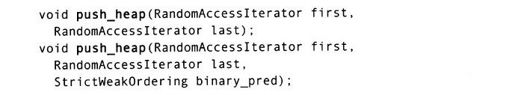 void push_heap(RandomAccessIterator first,
RandomAccessIterator last);
void push_heap(RandomAccessIterator first,
RandomAccessIterator last,
StrictWeakOrdering binary_pred);